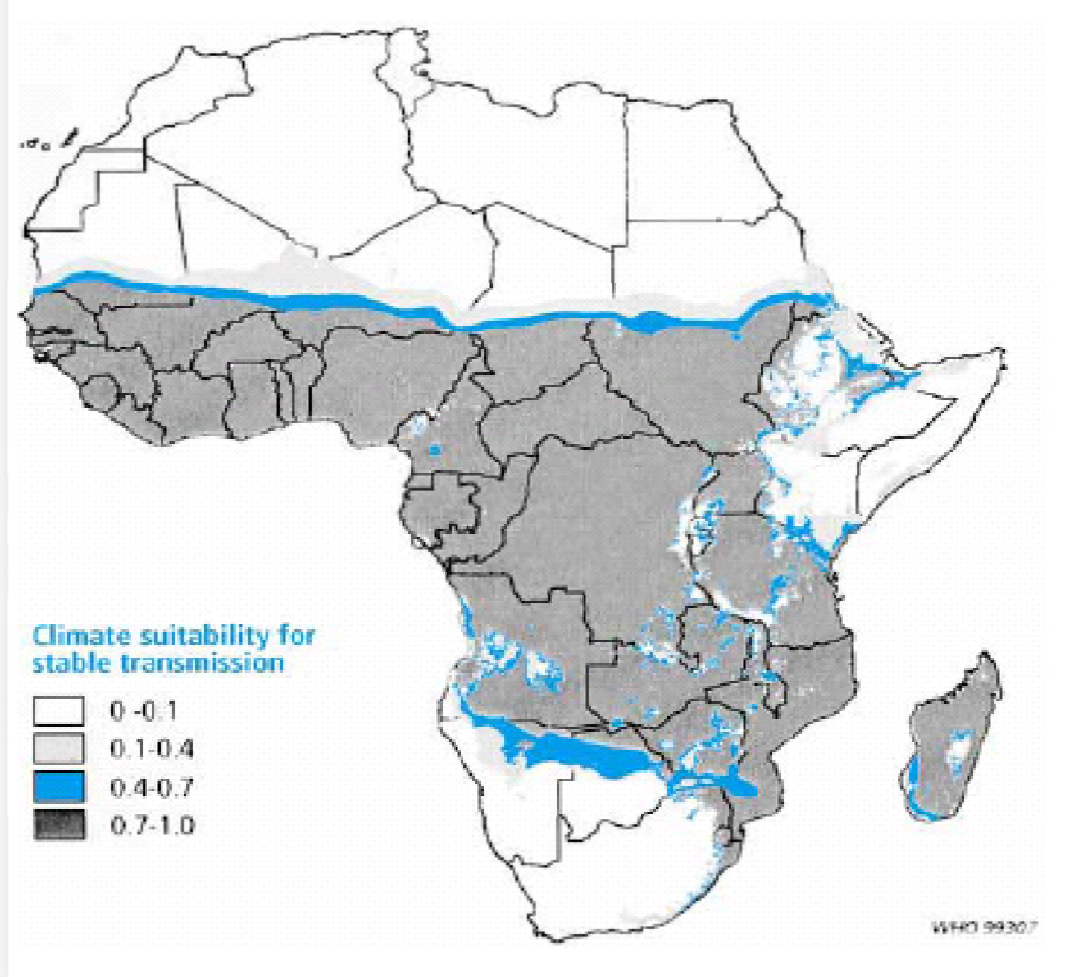 Climate suitability for
stable transmission
0 -0.1
0.1-0.4
0.4-0.7
0.7-1.0
WHO 99307